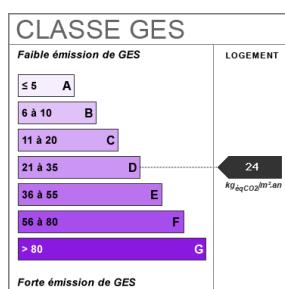 CLASSE GES
Faible émission de GES
LOGEMENT
≤ 5 A
6 à 10 B
11 à 20 C
21 à 35 D
24
kgéqCO2/m².an
36 à 55 E
56 à 80 F
> 80 G
Forte émission de GES